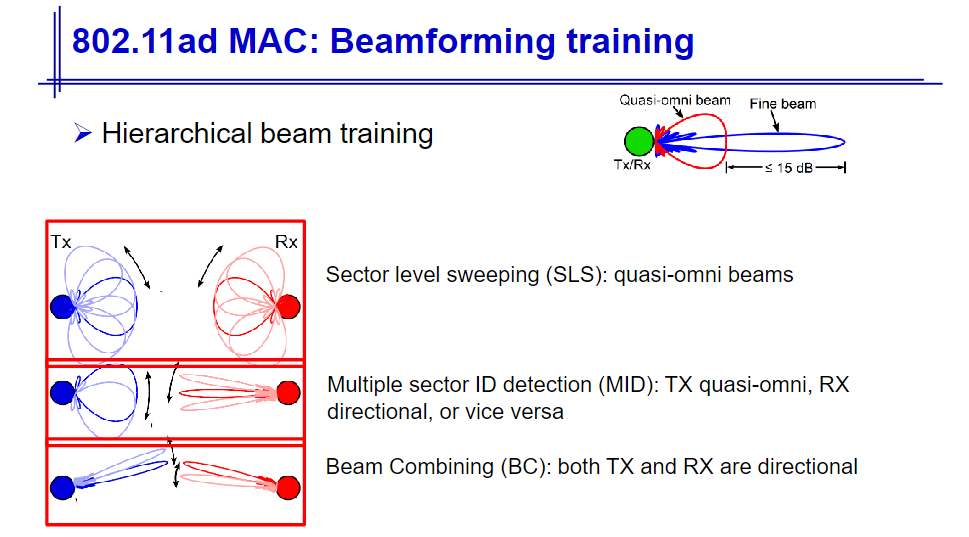 802.11ad MAC: Beamforming training
Hierarchical beam training
Quasi-omni beam
Fine beam
Tx/Rx
≤ 15 dB
Tx
Rx
Sector level sweeping (SLS): quasi-omni beams
Multiple sector ID detection (MID): TX quasi-omni, RX
directional, or vice versa
Beam Combining (BC): both TX and RX are directional